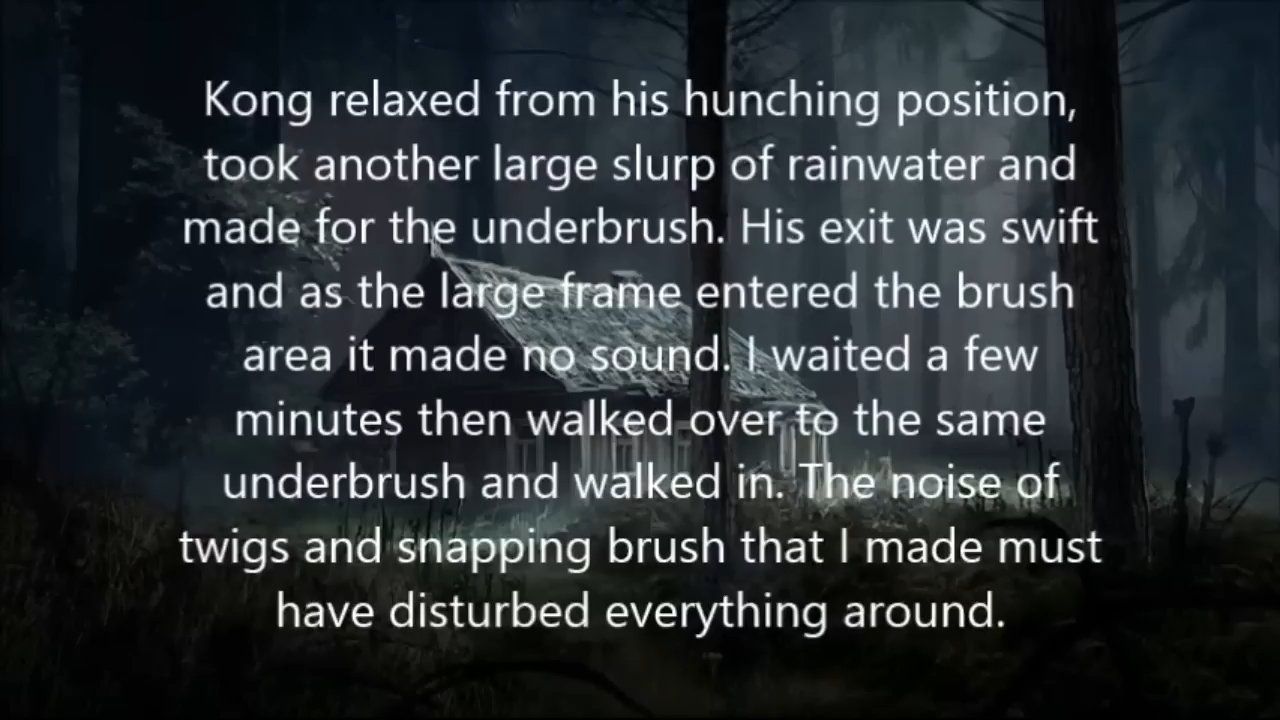 Kong relaxed from his hunching position,
took another large slurp of rainwater and
made for the underbrush. His exit was swift
and as the large frame entered the brush
area it made no sound. I waited a few
minutes then walked over to the same
underbrush and walked in. The noise of
twigs and snapping brush that I made must
have disturbed everything around.